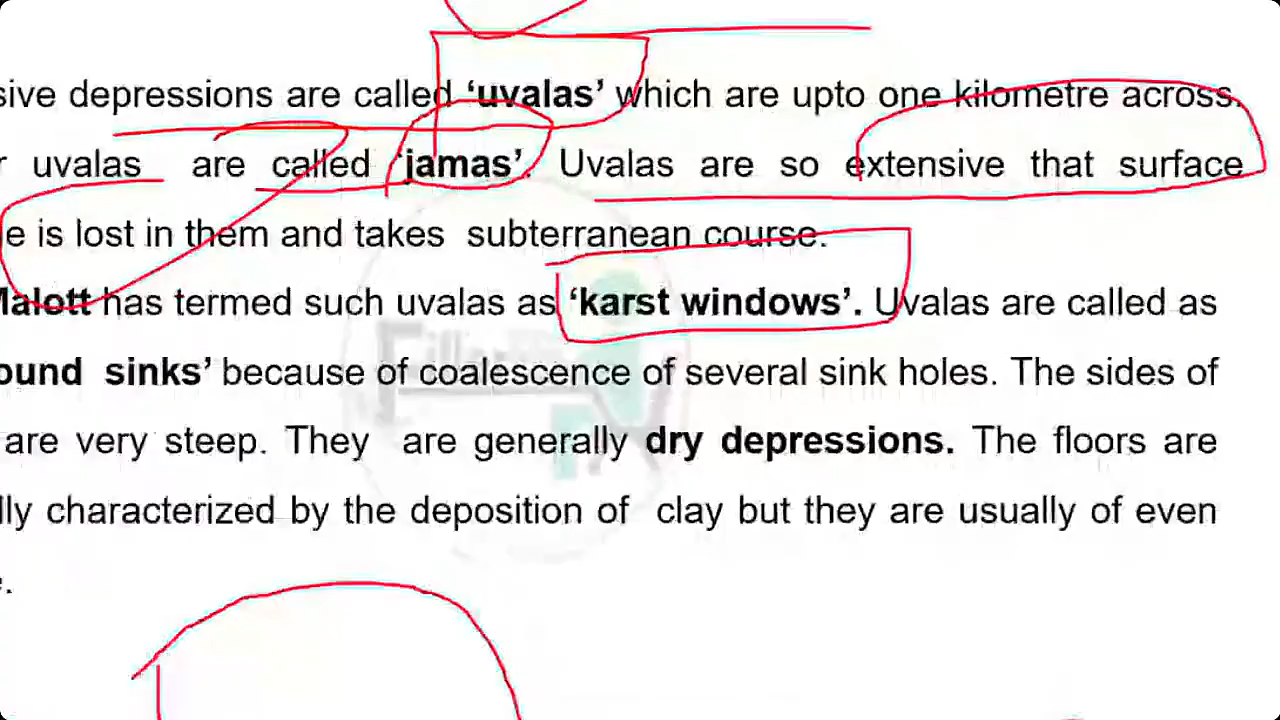 sive depressions are called ‘uvalas’ which are upto one kilometre across.
r uvalas are called ‘jamas’. Uvalas are so extensive that surface
e is lost in them and takes subterranean course.
Malott has termed such uvalas as ‘karst windows’. Uvalas are called as
ound sinks’ because of coalescence of several sink holes. The sides of
are very steep. They are generally dry depressions. The floors are
lly characterized by the deposition of clay but they are usually of even
e.